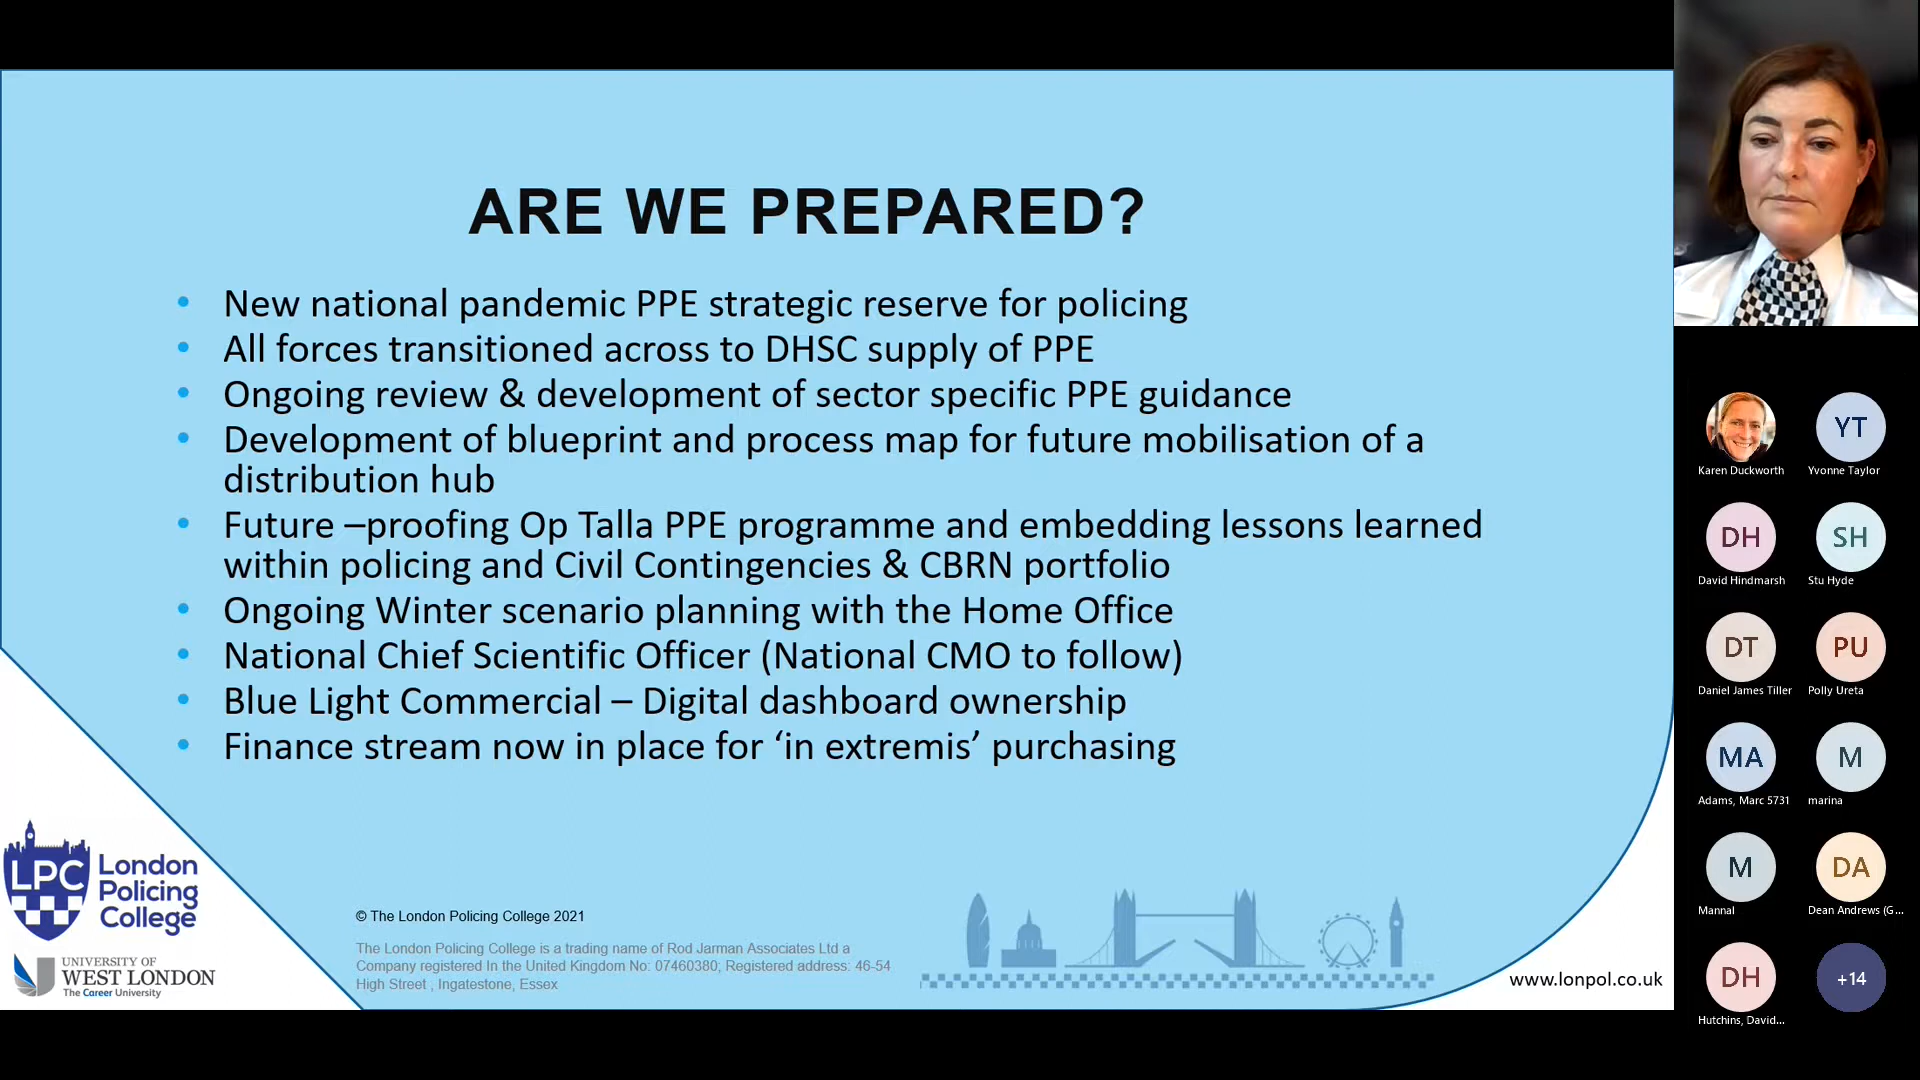 ARE WE PREPARED?
• New national pandemic PPE strategic reserve for policing
• All forces transitioned across to DHSC supply of PPE
• Ongoing review & development of sector specific PPE guidance
• Development of blueprint and process map for future mobilisation of a
distribution hub
• Future –proofing Op Talla PPE programme and embedding lessons learned
within policing and Civil Contingencies & CBRN portfolio
• Ongoing Winter scenario planning with the Home Office
• National Chief Scientific Officer (National CMO to follow)
• Blue Light Commercial – Digital dashboard ownership
• Finance stream now in place for ‘in extremis’ purchasing
LPC
London
Policing
College
UNIVERSITY OF
WEST LONDON
The Career University
© The London Policing College 2021
The London Policing College is a trading name of Rod Jarman Associates Ltd a
Company registered In the United Kingdom No: 07460380; Registered address: 46-54
High Street , Ingatestone, Essex
www.lonpol.co.uk
Karen Duckworth
YT
Yvonne Taylor
DH
David Hindmarsh
SH
Stu Hyde
DT
Daniel James Tiller
PU
Polly Ureta
MA
Adams, Marc 5731
M
marina
M
Mannal
DA
Dean Andrews (G...
DH
Hutchins, David...
+14